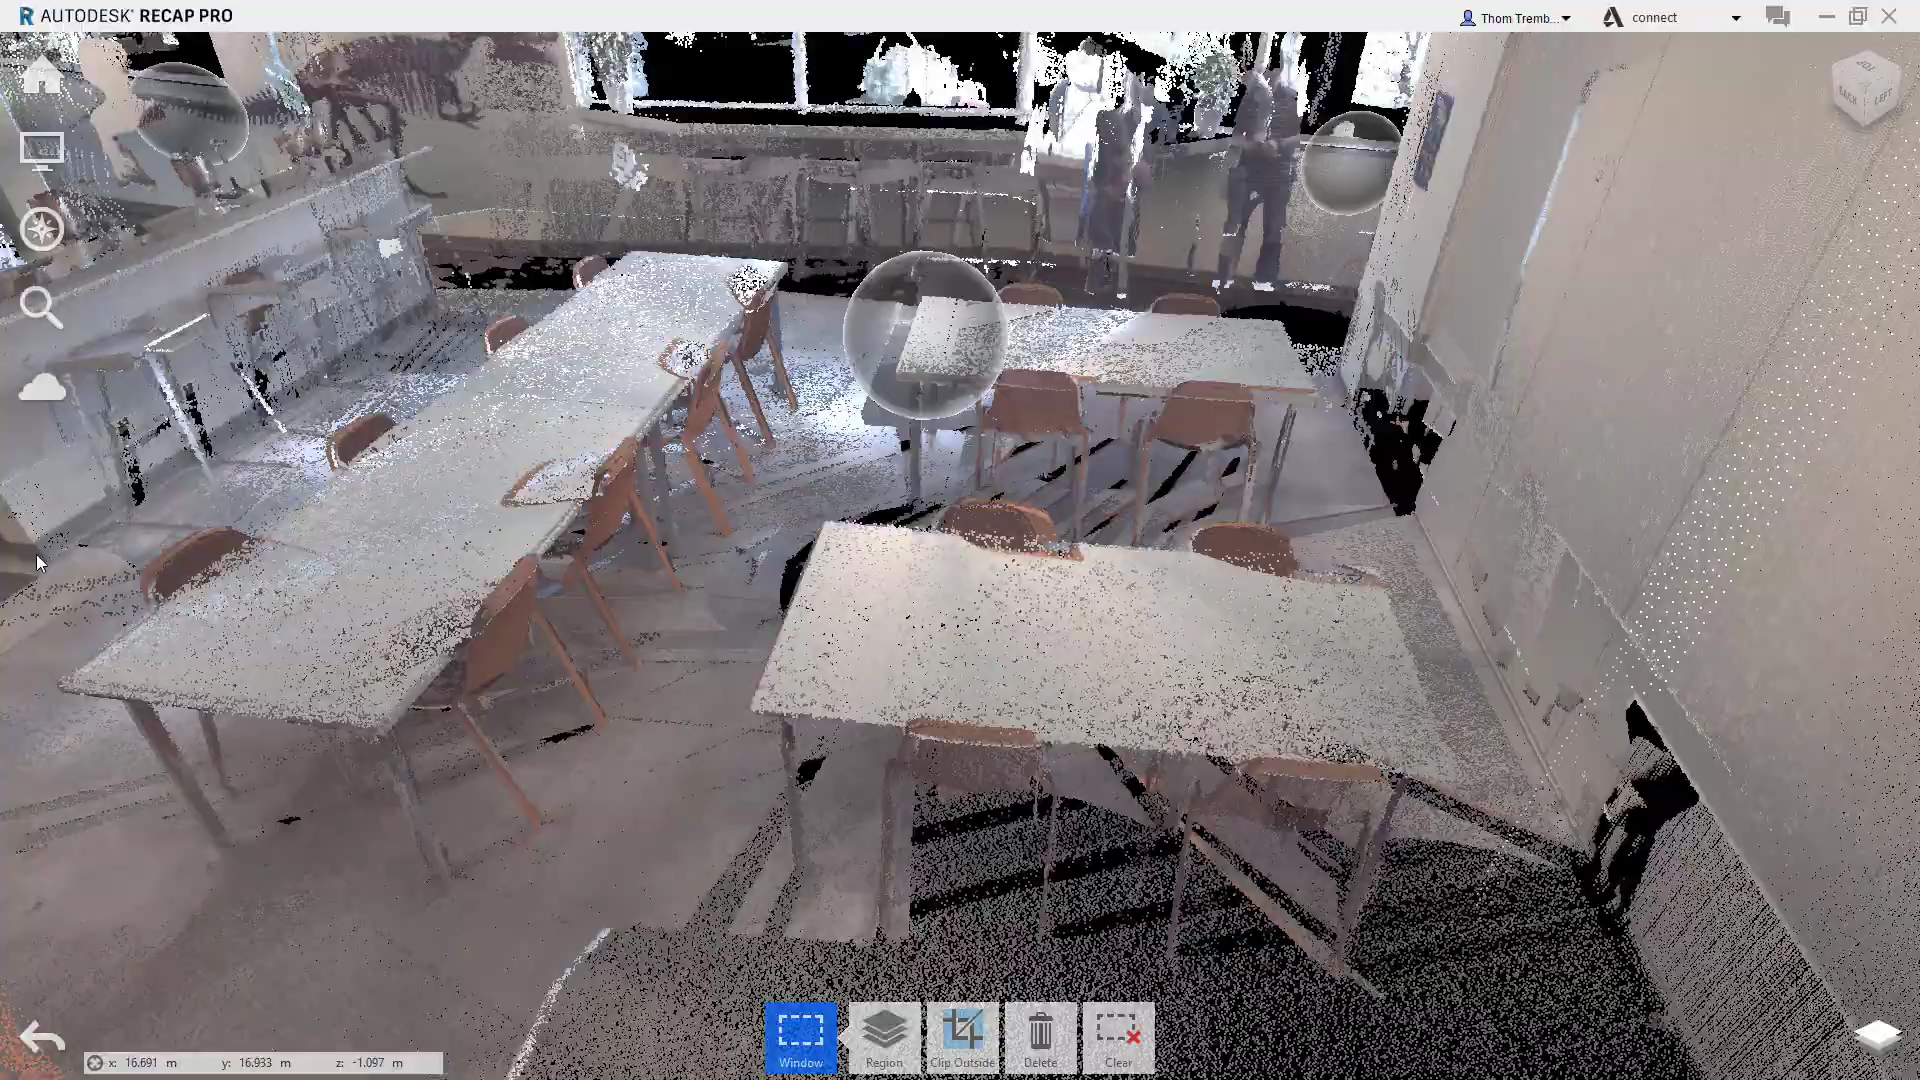 AUTODESK® RECAP PRO
Thom Tremb...
connect
TOP
BACK
LEFT
Window
Region
Clip Outside
Delete
Clear
x: 16.691 m y: 16.933 m z: -1.097 m